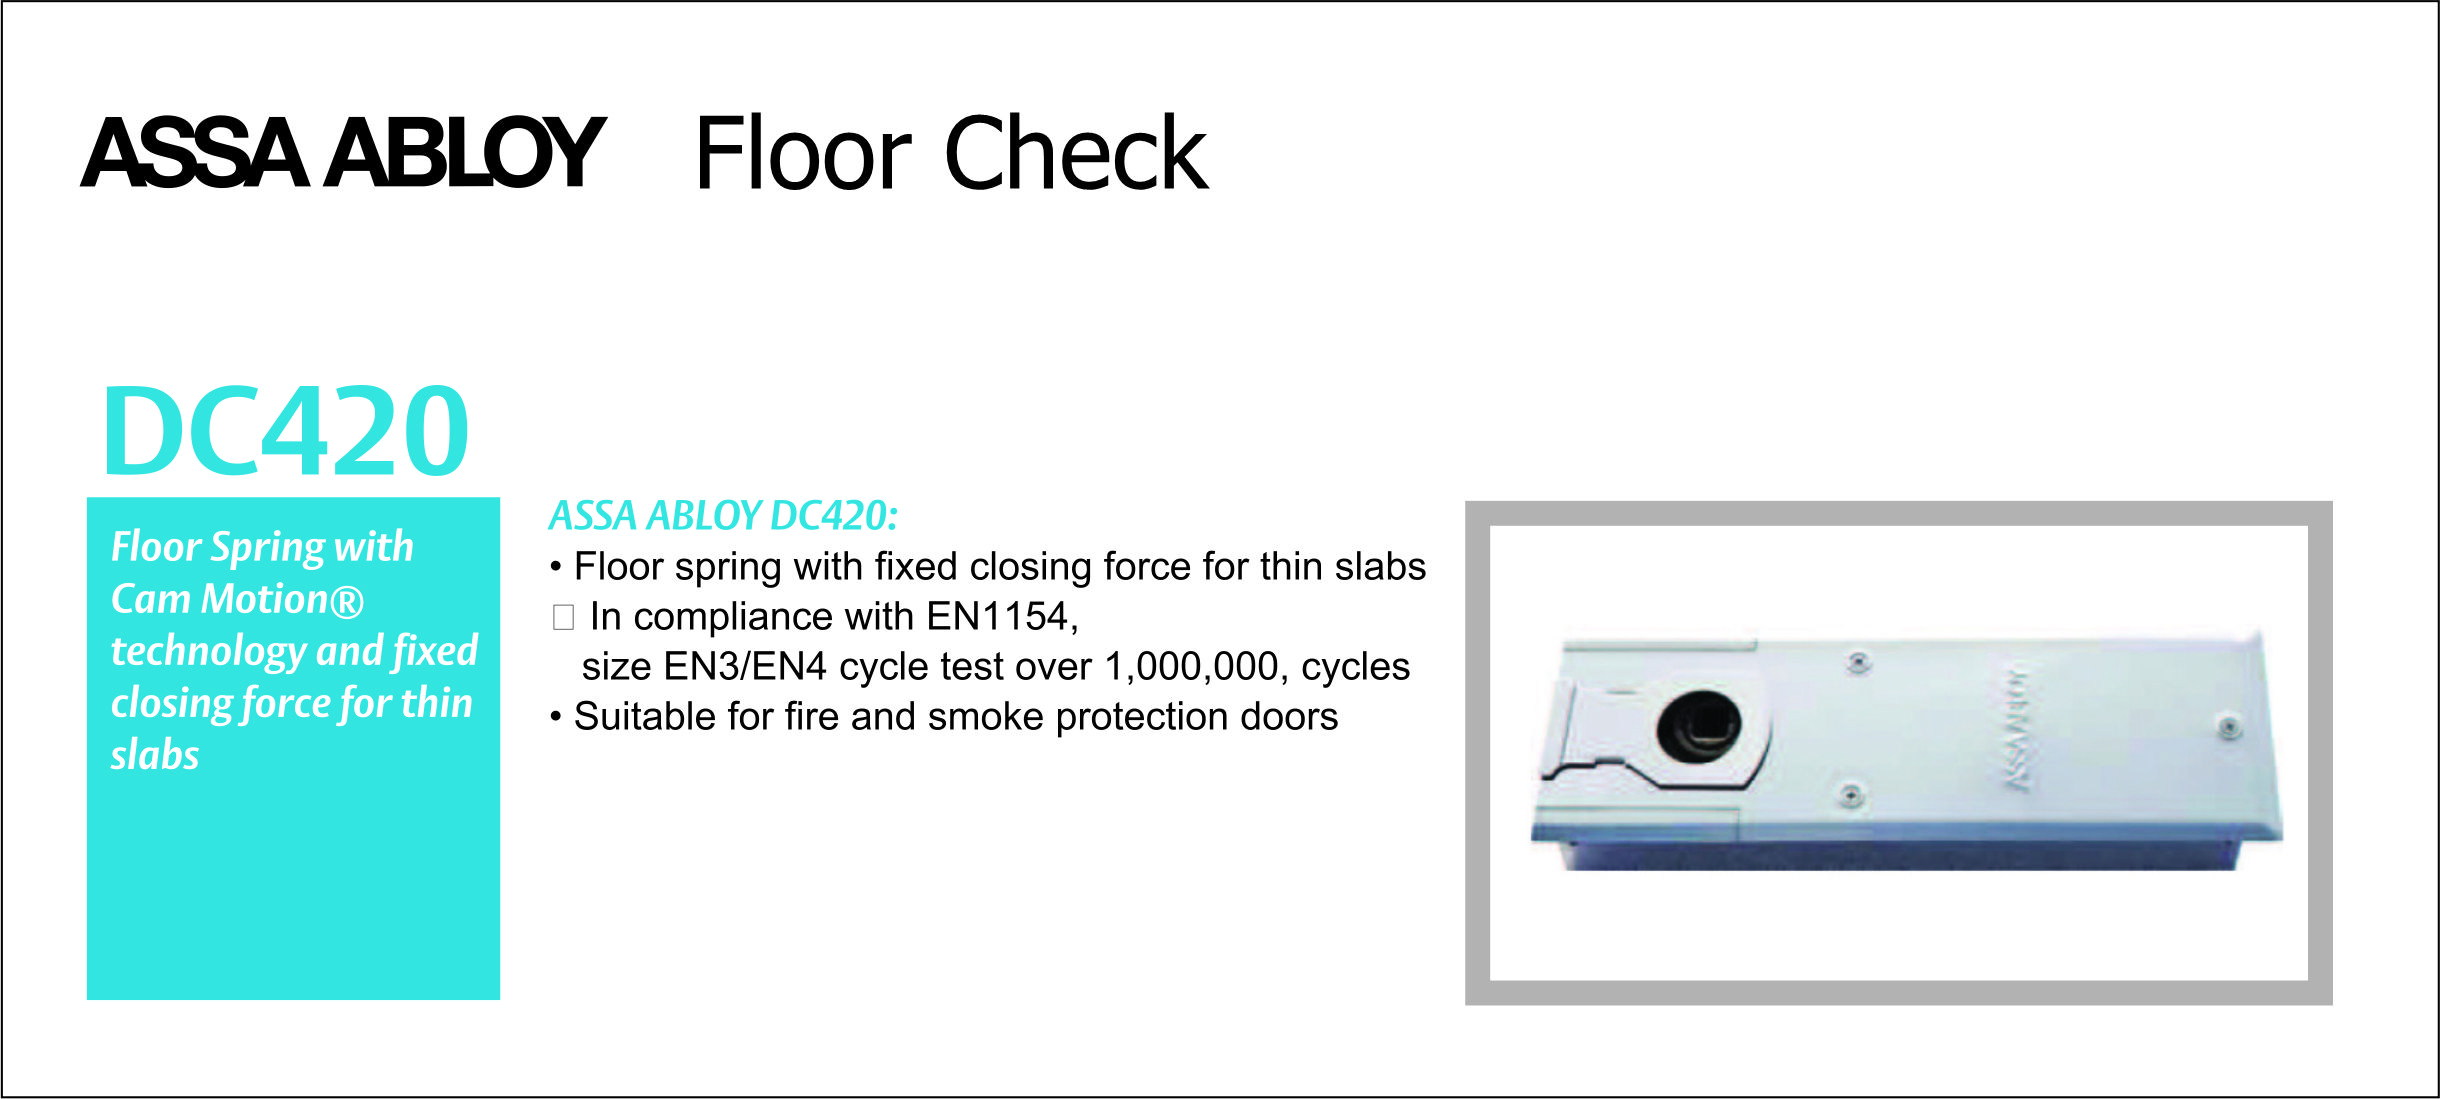 ASSA ABLOY Floor Check
DC420
Floor Spring with
Cam Motion®
technology and fixed
closing force for thin
slabs
ASSA ABLOY DC420:
• Floor spring with fixed closing force for thin slabs
□ In compliance with EN1154,
size EN3/EN4 cycle test over 1,000,000, cycles
• Suitable for fire and smoke protection doors
ASSA ABLOY